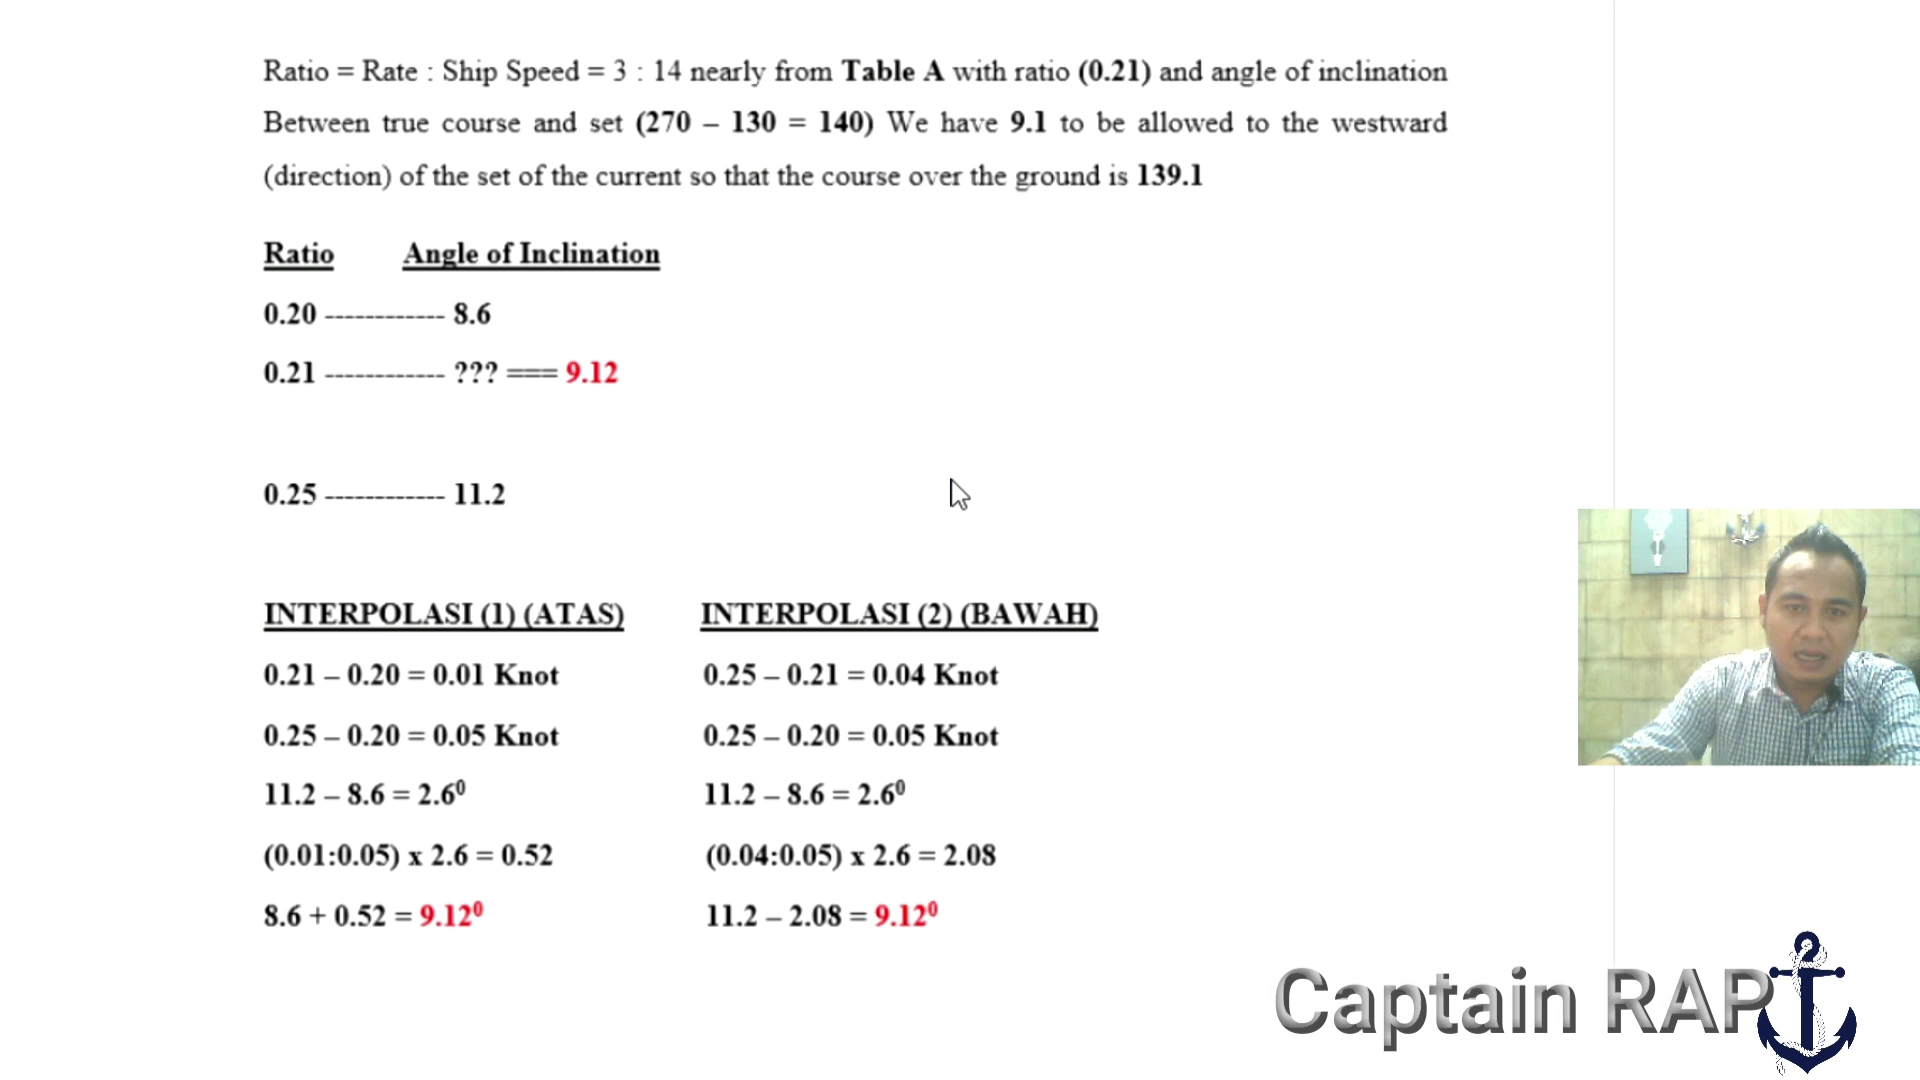 Ratio = Rate : Ship Speed = 3 : 14 nearly from Table A with ratio (0.21) and angle of inclination
Between true course and set (270 – 130 = 140) We have 9.1 to be allowed to the westward
(direction) of the set of the current so that the course over the ground is 139.1
Ratio Angle of Inclination
0.20 ------------ 8.6
0.21 ------------ ??? === 9.12
0.25 ------------ 11.2
INTERPOLASI (1) (ATAS) INTERPOLASI (2) (BAWAH)
0.21 – 0.20 = 0.01 Knot 0.25 – 0.21 = 0.04 Knot
0.25 – 0.20 = 0.05 Knot 0.25 – 0.20 = 0.05 Knot
11.2 – 8.6 = 2.6⁰ 11.2 – 8.6 = 2.6⁰
(0.01:0.05) x 2.6 = 0.52 (0.04:0.05) x 2.6 = 2.08
8.6 + 0.52 = 9.12⁰ 11.2 – 2.08 = 9.12⁰
Captain RAP